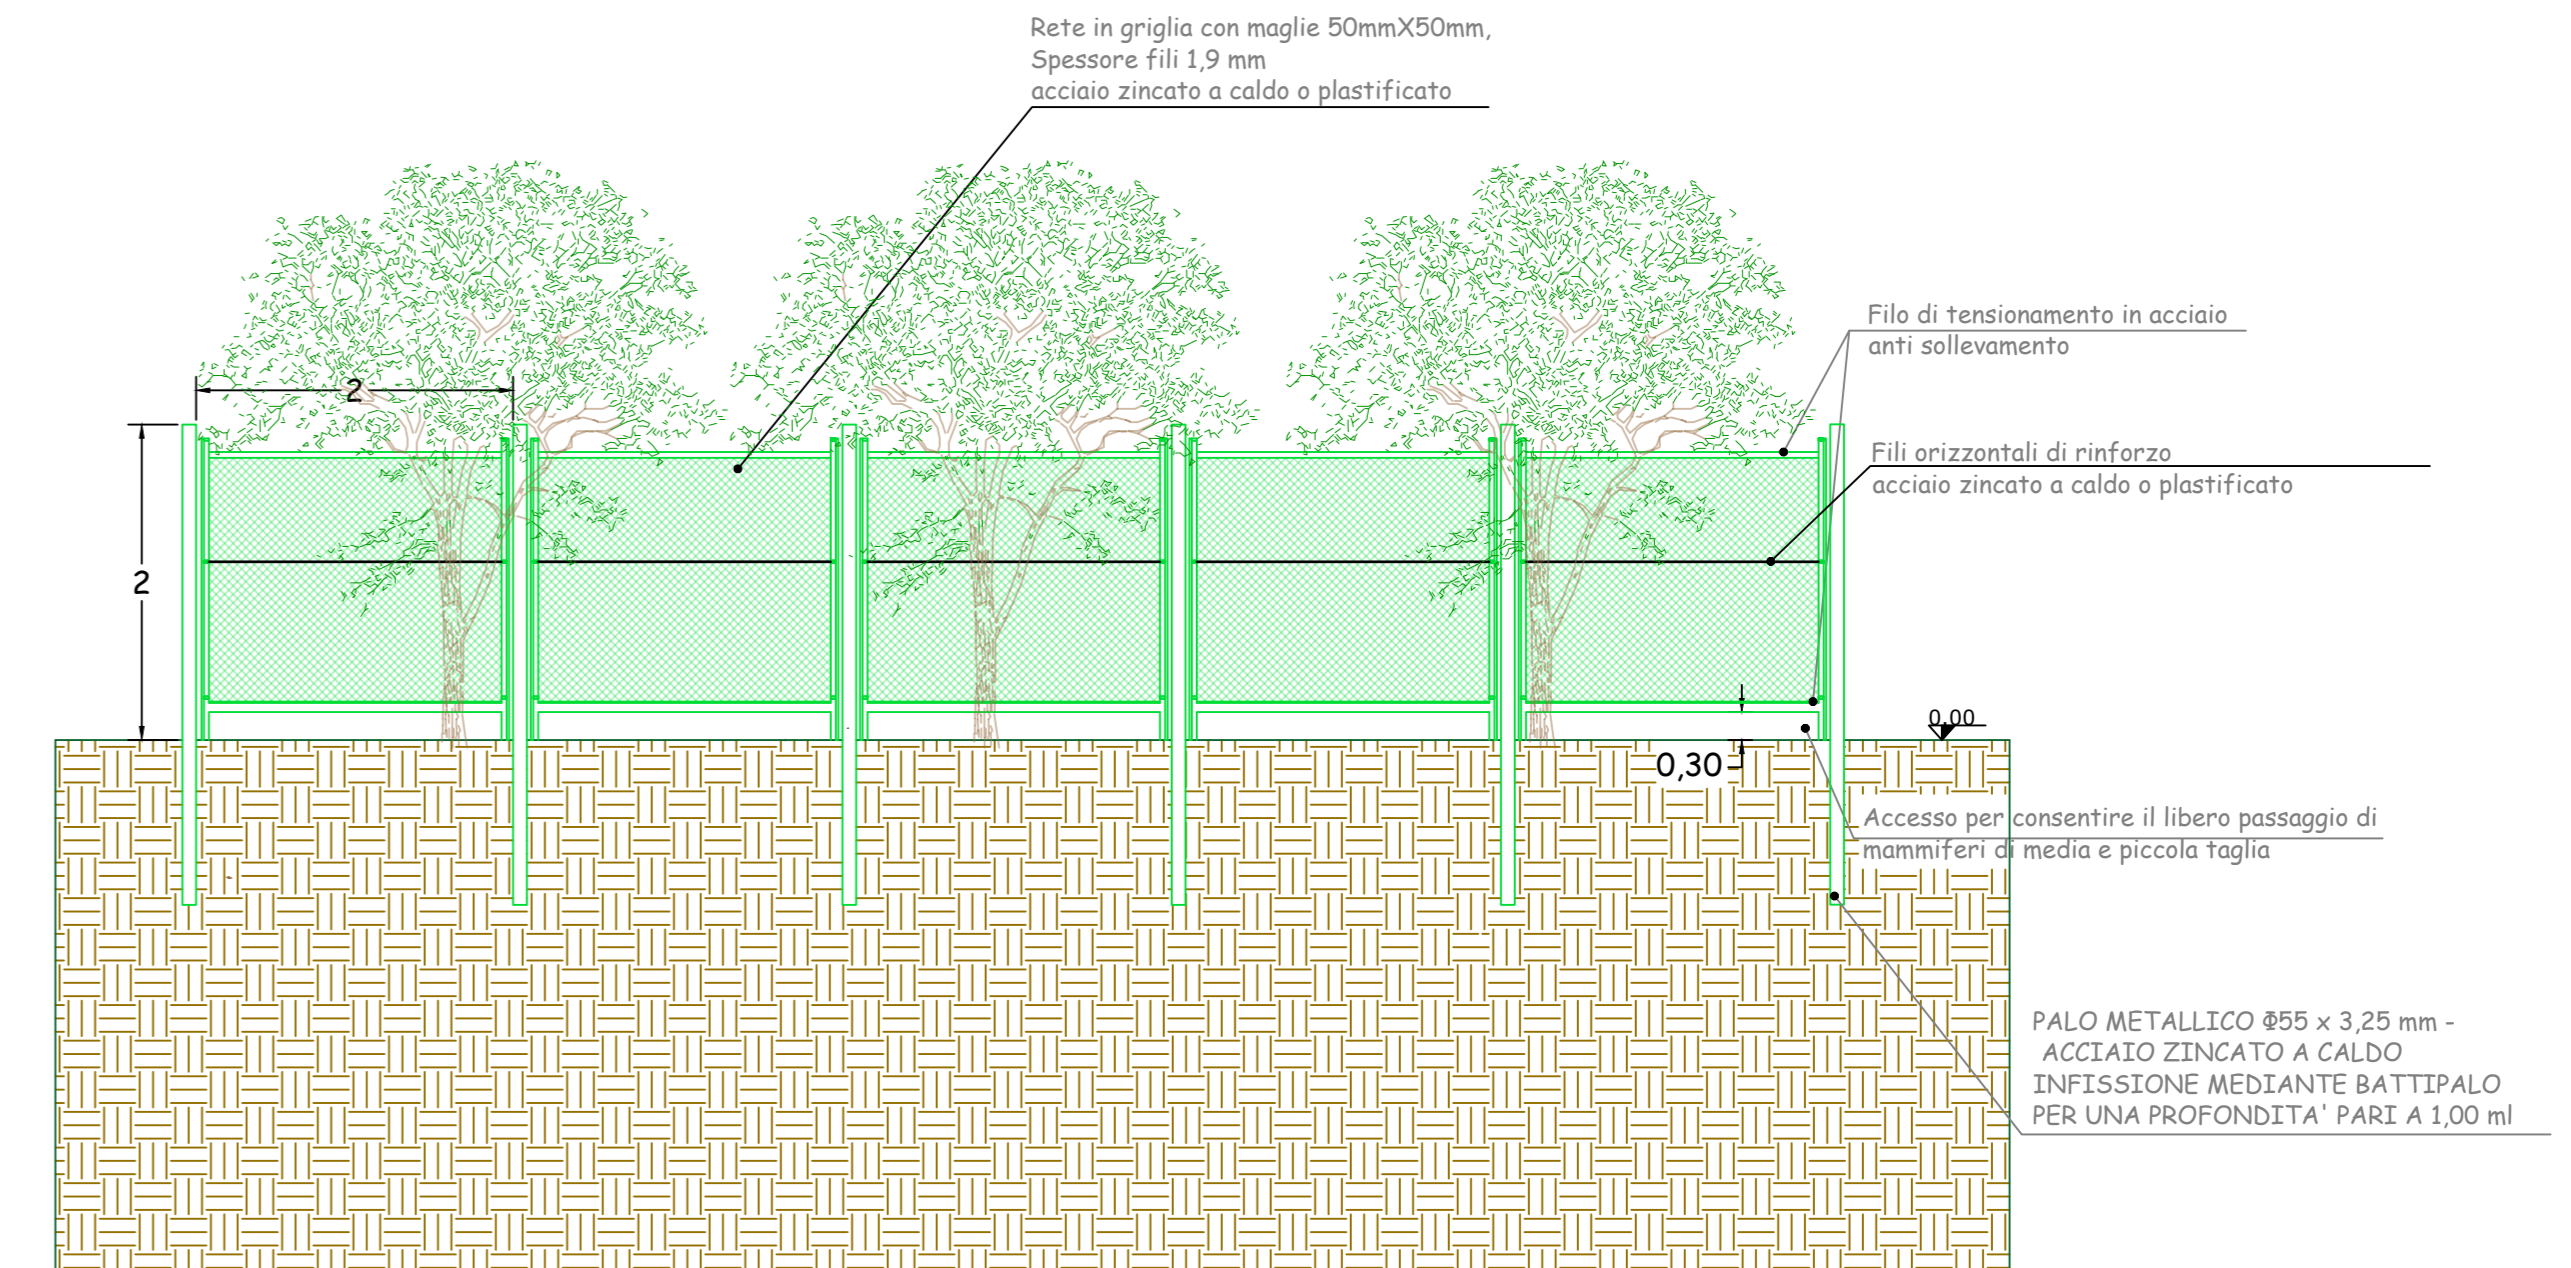 Rete in griglia con maglie 50mmX50mm,
Spessore fili 1,9 mm
acciaio zincato a caldo o plastificato
Filo di tensionamento in acciaio
anti sollevamento
2
Fili orizzontali di rinforzo
acciaio zincato a caldo o plastificato
2
0,00
0,30
Accesso per consentire il libero passaggio di
mammiferi di media e piccola taglia
PALO METALLICO Φ55 x 3,25 mm -
ACCIAIO ZINCATO A CALDO
INFISSIONE MEDIANTE BATTIPALO
PER UNA PROFONDITA' PARI A 1,00 ml